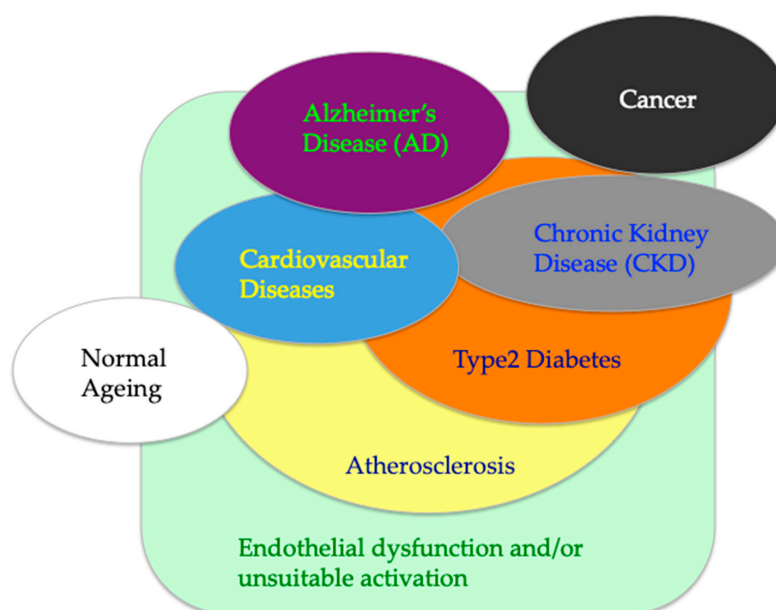 Alzheimer's
Disease (AD)
Cancer
Cardiovascular
Diseases
Chronic Kidney
Disease (CKD)
Normal
Ageing
Type2 Diabetes
Atherosclerosis
Endothelial dysfunction and/or
unsuitable activation